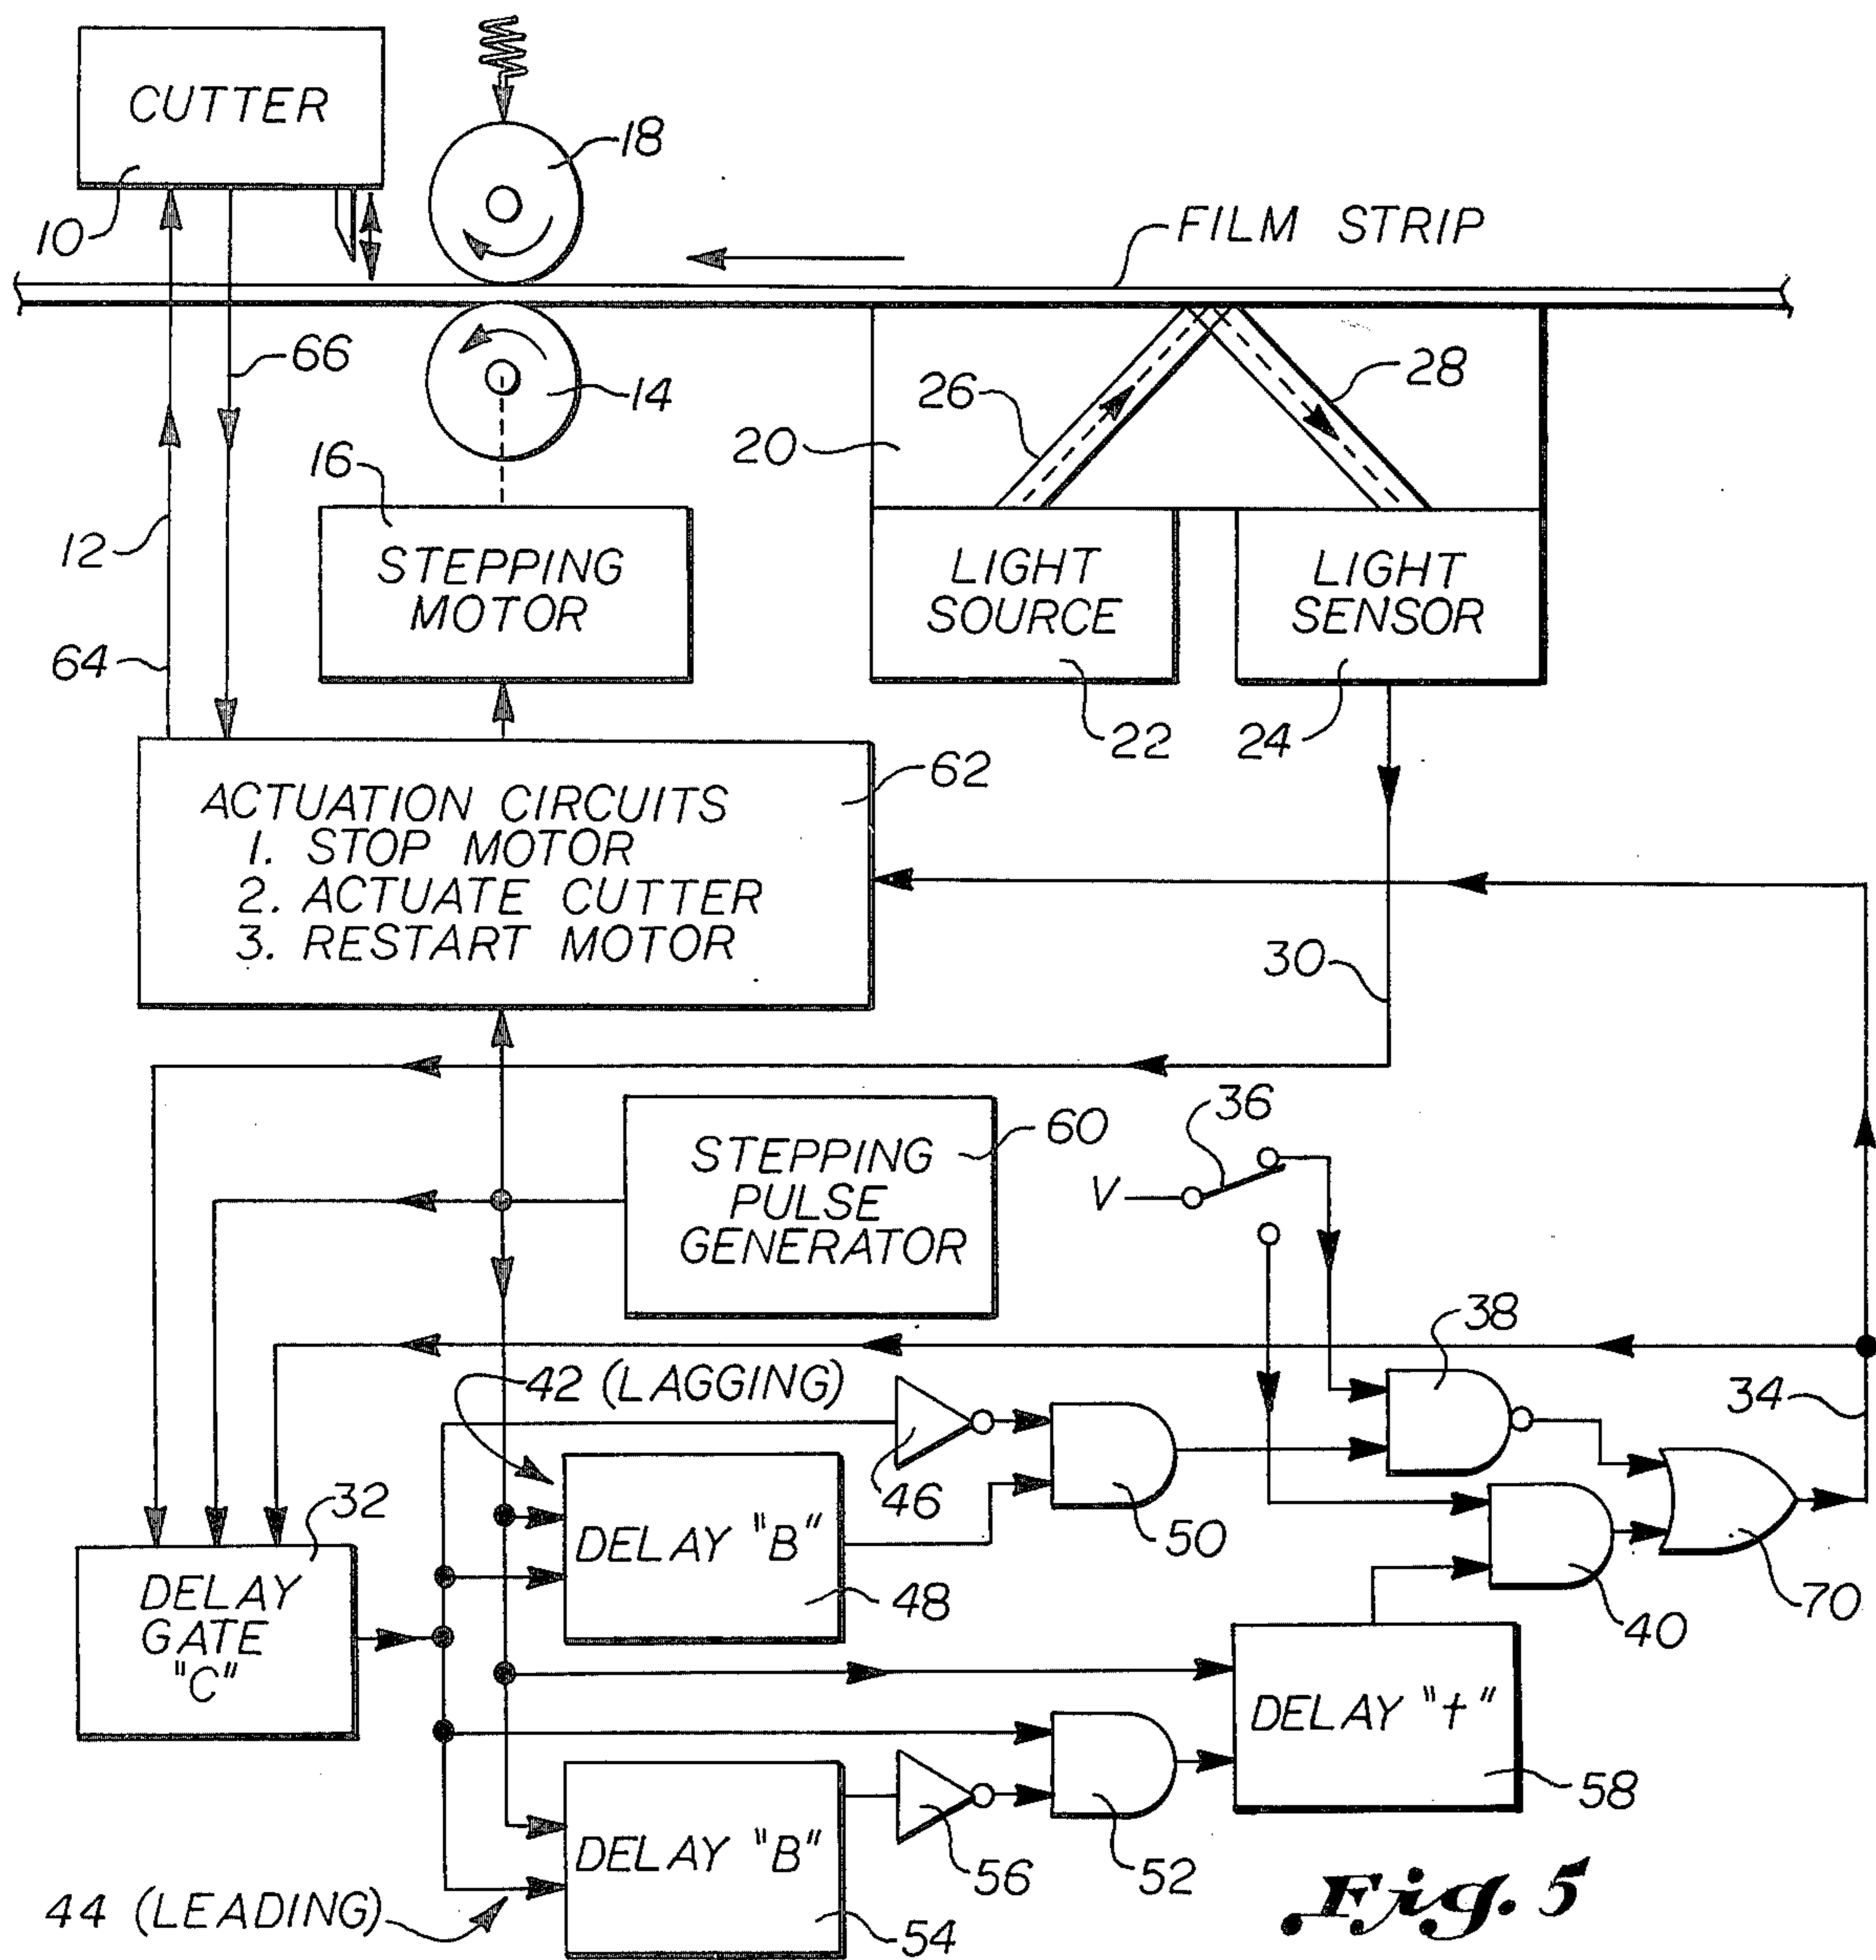 CUTTER
18
10
FILM STRIP
66
14
26
28
20
16
12
STEPPING
MOTOR
LIGHT
SOURCE
LIGHT
SENSOR
64
22
24
62
ACTUATION CIRCUITS
1. STOP MOTOR
2. ACTUATE CUTTER
3. RESTART MOTOR
30
36
60
STEPPING
PULSE
GENERATOR
V
38
42 (LAGGING)
34
32
46
50
DELAY "B"
48
DELAY
GATE
"C"
40
70
DELAY "t"
58
DELAY "B"
56
52
44 (LEADING)
54
Fig. 5